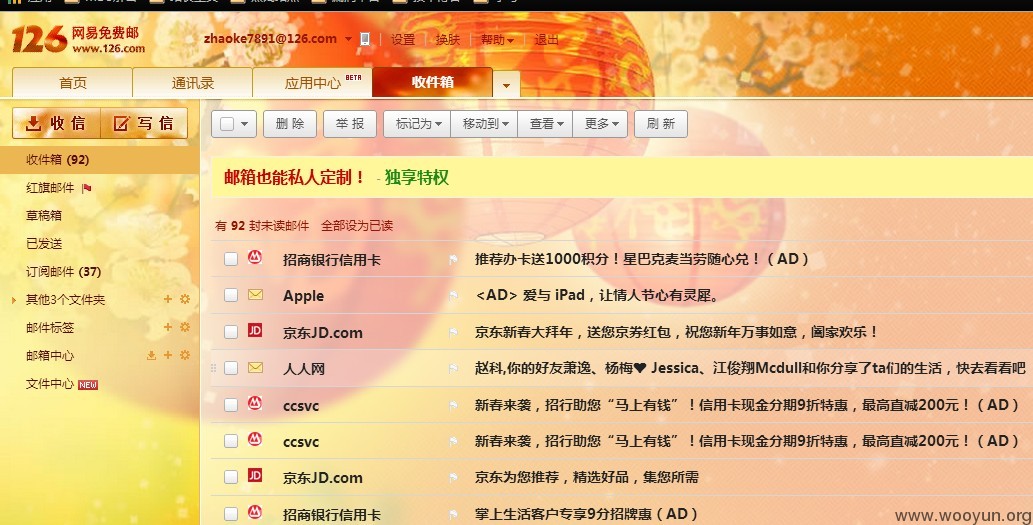 126 网易免费邮
www.126.com
zhaoke7891@126.com 设置 换肤 帮助 退出
首页 通讯录 应用中心 BETA 收件箱
收信 写信
删除 举报 标记为 移动到 查看 更多 刷新
收件箱 (92)
红旗邮件
草稿箱
已发送
订阅邮件 (37)
其他3个文件夹
邮件标签
邮箱中心
文件中心 NEW
邮箱也能私人定制！ - 独享特权
有 92 封未读邮件 全部设为已读
招商银行信用卡 推荐办卡送1000积分！星巴克麦当劳随心兑！（AD）
Apple <AD> 爱与 iPad，让情人节心有灵犀。
JD 京东JD.com 京东新春大拜年，送您京券红包，祝您新年万事如意，阖家欢乐！
人人网 赵科,你的好友萧逸、杨梅♥ Jessica、江俊翔Mcdull和你分享了ta们的生活，快去看看吧
ccsvc 新春来袭，招行助您“马上有钱”！信用卡现金分期9折特惠，最高直减200元！（AD）
ccsvc 新春来袭，招行助您“马上有钱”！信用卡现金分期9折特惠，最高直减200元！（AD）
JD 京东JD.com 京东为您推荐，精选好品，集您所需
招商银行信用卡 掌上生活客户专享9分招牌惠（AD）
www.wooyun.org